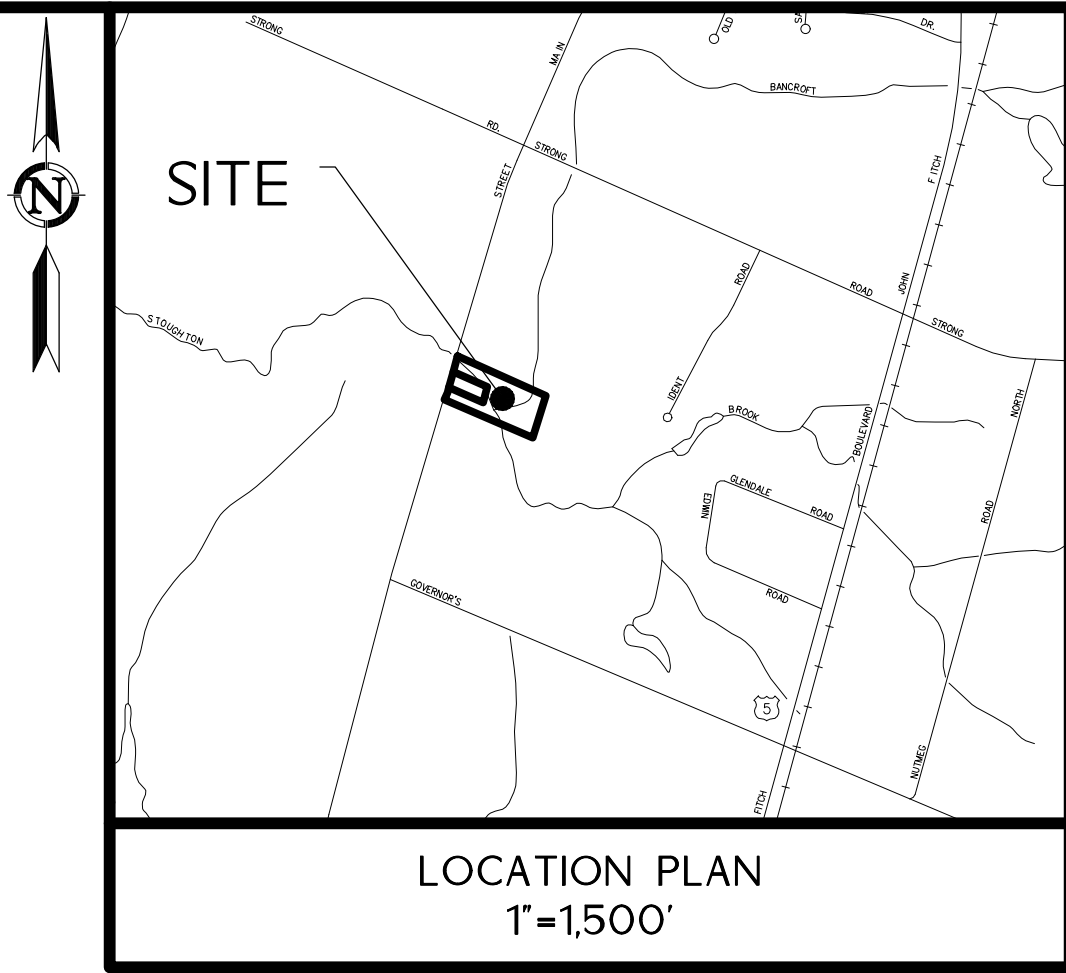 STRONG
MAIN
OLD
DR.
BANCROFT
RD.
STRONG
STREET
FITCH
N
SITE
ROAD
ROAD
JOHN
STRONG
STOUGHTON
IDENT
BROOK
BOULEVARD
NORTH
GLENDALE
EDWIN
ROAD
ROAD
GOVERNOR'S
ROAD
5
NUTMEG
FITCH
LOCATION PLAN
1"=1,500'